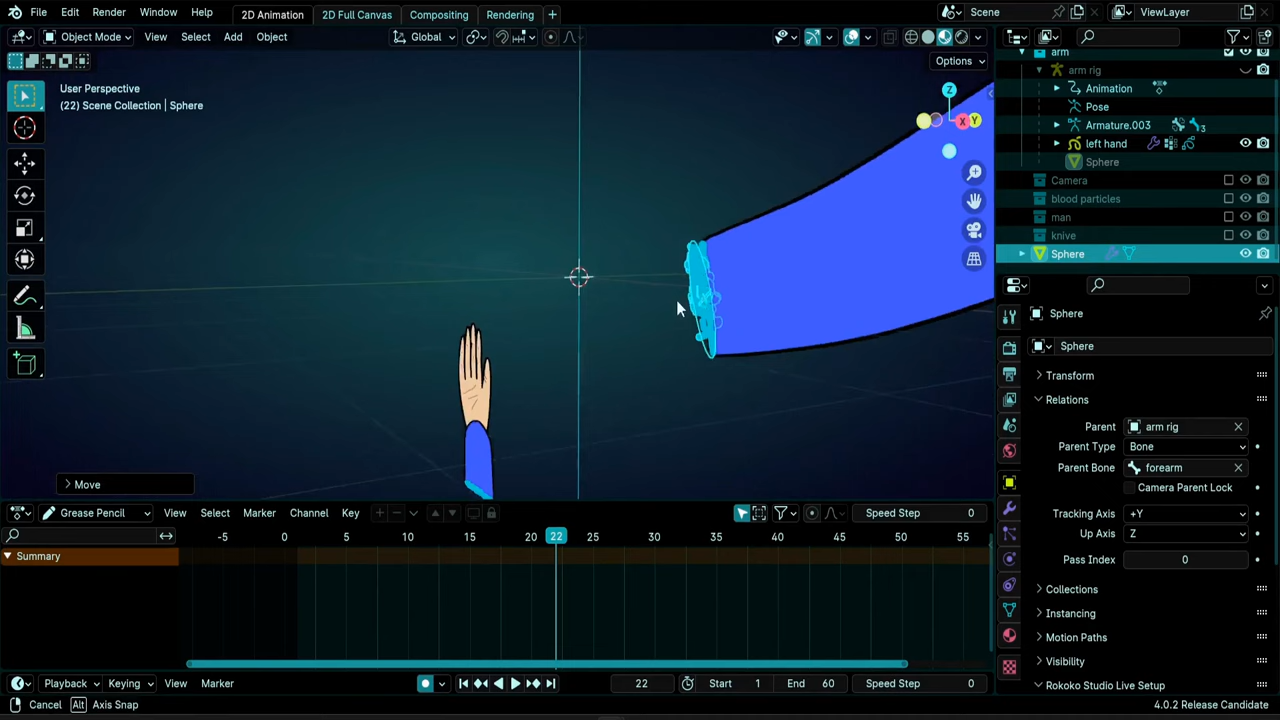 File Edit Render Window Help 2D Animation 2D Full Canvas Compositing Rendering + Scene ViewLayer
Object Mode View Select Add Object Global
Options
User Perspective
(22) Scene Collection | Sphere
Z
X Y
arm
arm rig
Animation
Pose
Armature.003 3
left hand
Sphere
Camera
blood particles
man
knive
Sphere
Sphere
Sphere
Transform
Relations
Parent arm rig
Parent Type Bone
Parent Bone forearm
Camera Parent Lock
Tracking Axis +Y
Up Axis Z
Pass Index 0
Collections
Instancing
Motion Paths
Visibility
Rokoko Studio Live Setup
Move
Grease Pencil View Select Marker Channel Key Speed Step 0
-5 0 5 10 15 20 22 25 30 35 40 45 50 55
Summary
Playback Keying View Marker 22 Start 1 End 60 Speed Step 0
Cancel Alt Axis Snap 4.0.2 Release Candidate